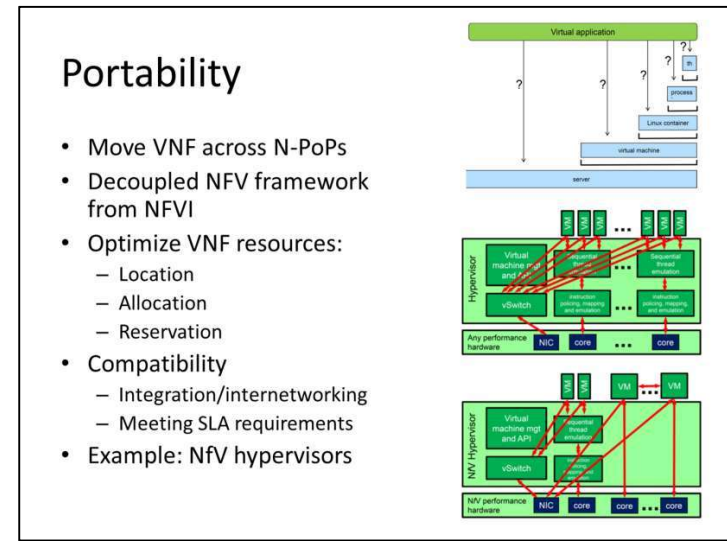 Portability
• Move VNF across N-PoPs
• Decoupled NFV framework
from NFVI
• Optimize VNF resources:
– Location
– Allocation
– Reservation
• Compatibility
– Integration/internetworking
– Meeting SLA requirements
• Example: NfV hypervisors
Virtual application
?
?
?
?
?
th
process
Linux container
virtual machine
server
VM VM VM ... VM VM VM
Hypervisor
Virtual
machine mgt
and API
Sequential
thread
emulation
...
Sequential
thread
emulation
vSwitch
instruction
policing, mapping
and emulation
...
instruction
policing, mapping
and emulation
Any performance
hardware
NIC core ... core
VM VM VM ... VM
NfV Hypervisor
Virtual
machine mgt
and API
Sequential
thread
emulation
vSwitch
NfV performance
hardware
NIC core core ... core